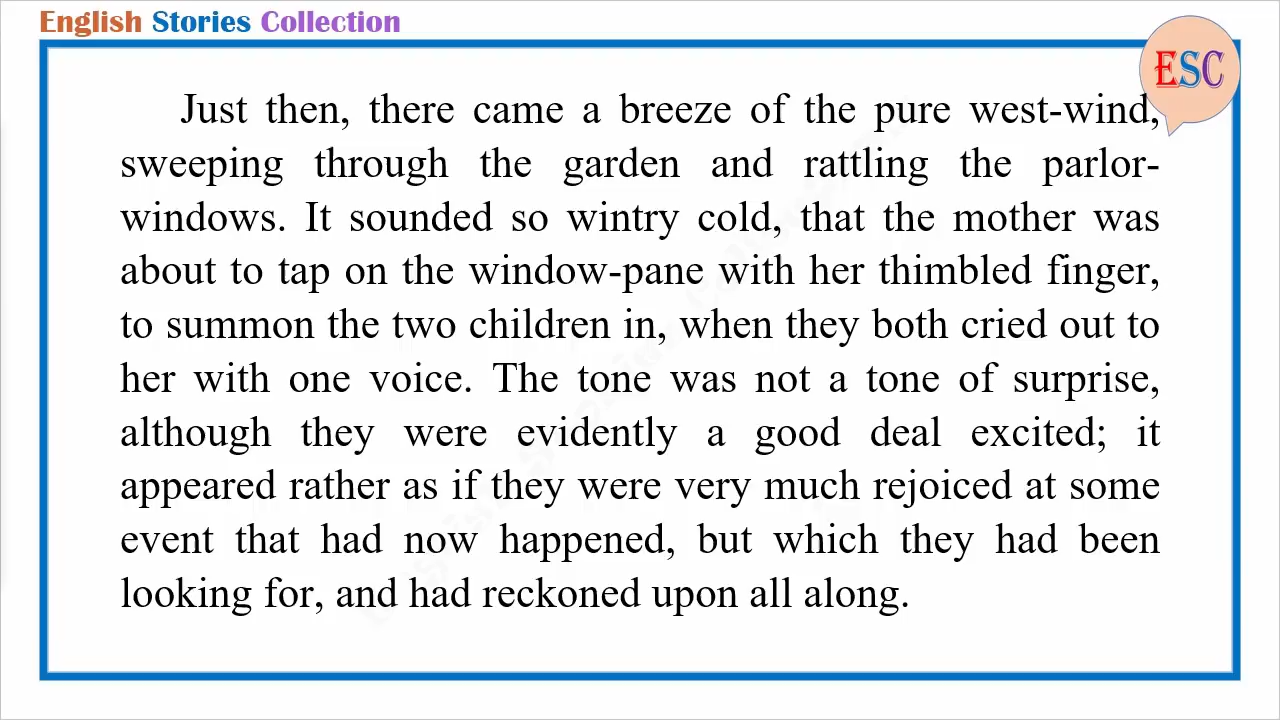 English Stories Collection
ESC
Just then, there came a breeze of the pure west-wind,
sweeping through the garden and rattling the parlor-
windows. It sounded so wintry cold, that the mother was
about to tap on the window-pane with her thimbled finger,
to summon the two children in, when they both cried out to
her with one voice. The tone was not a tone of surprise,
although they were evidently a good deal excited; it
appeared rather as if they were very much rejoiced at some
event that had now happened, but which they had been
looking for, and had reckoned upon all along.